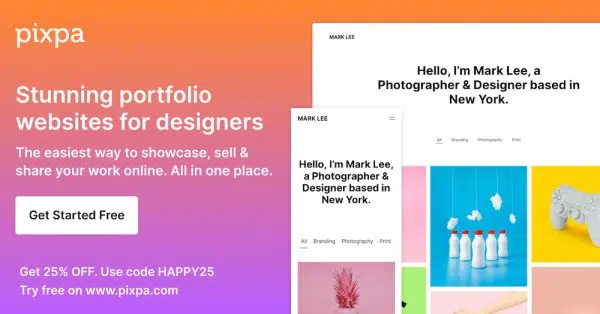 pixpa
Stunning portfolio
websites for designers
The easiest way to showcase, sell &
share your work online. All in one place.
Get Started Free
Get 25% OFF. Use code HAPPY25
Try free on www.pixpa.com
MARK LEE
Hello, I'm Mark Lee, a
Photographer & Designer based in
New York.
All Branding Photography Print
MARK LEE
Hello, I'm Mark Lee,
a Photographer &
Designer based in
New York.
All Branding Photography Print